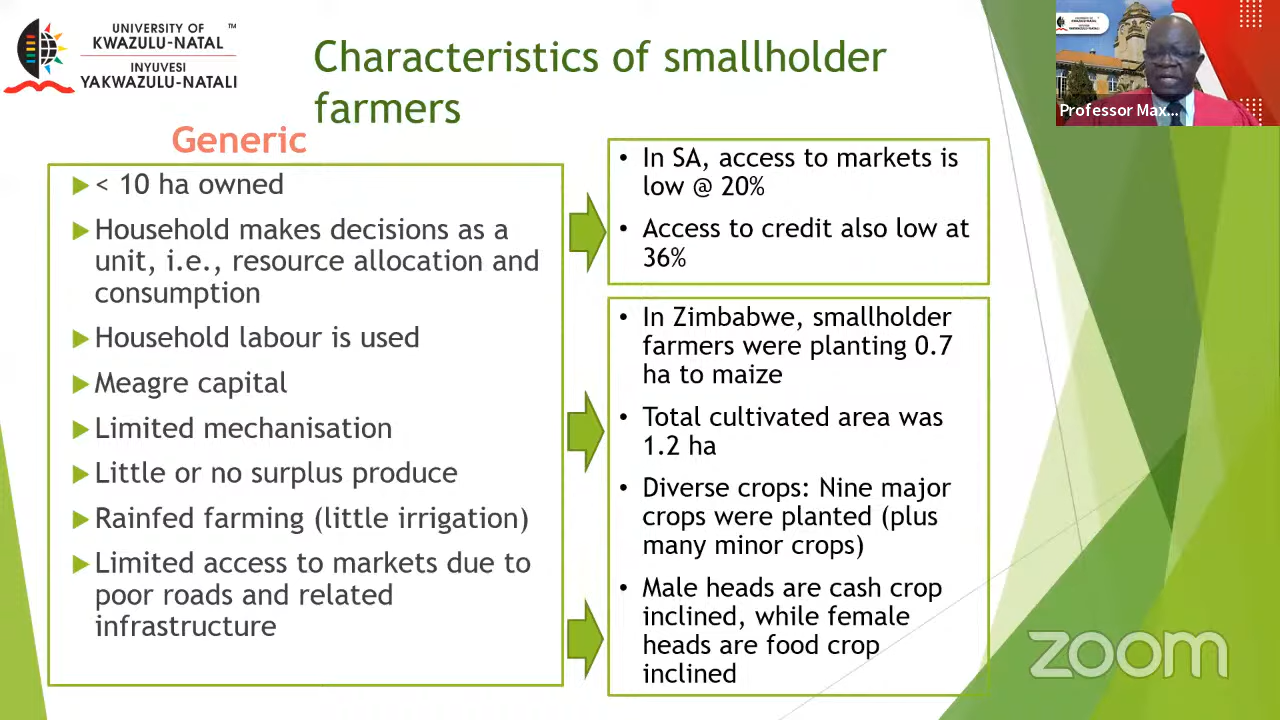 UNIVERSITY OF ™
KWAZULU-NATAL
INYUVESI
YAKWAZULU-NATALI
Characteristics of smallholder
farmers
Generic
< 10 ha owned
Household makes decisions as a
unit, i.e., resource allocation and
consumption
Household labour is used
Meagre capital
Limited mechanisation
Little or no surplus produce
Rainfed farming (little irrigation)
Limited access to markets due to
poor roads and related
infrastructure
• In SA, access to markets is
low @ 20%
• Access to credit also low at
36%
• In Zimbabwe, smallholder
farmers were planting 0.7
ha to maize
• Total cultivated area was
1.2 ha
• Diverse crops: Nine major
crops were planted (plus
many minor crops)
• Male heads are cash crop
inclined, while female
heads are food crop
inclined
Professor Max...
zoom